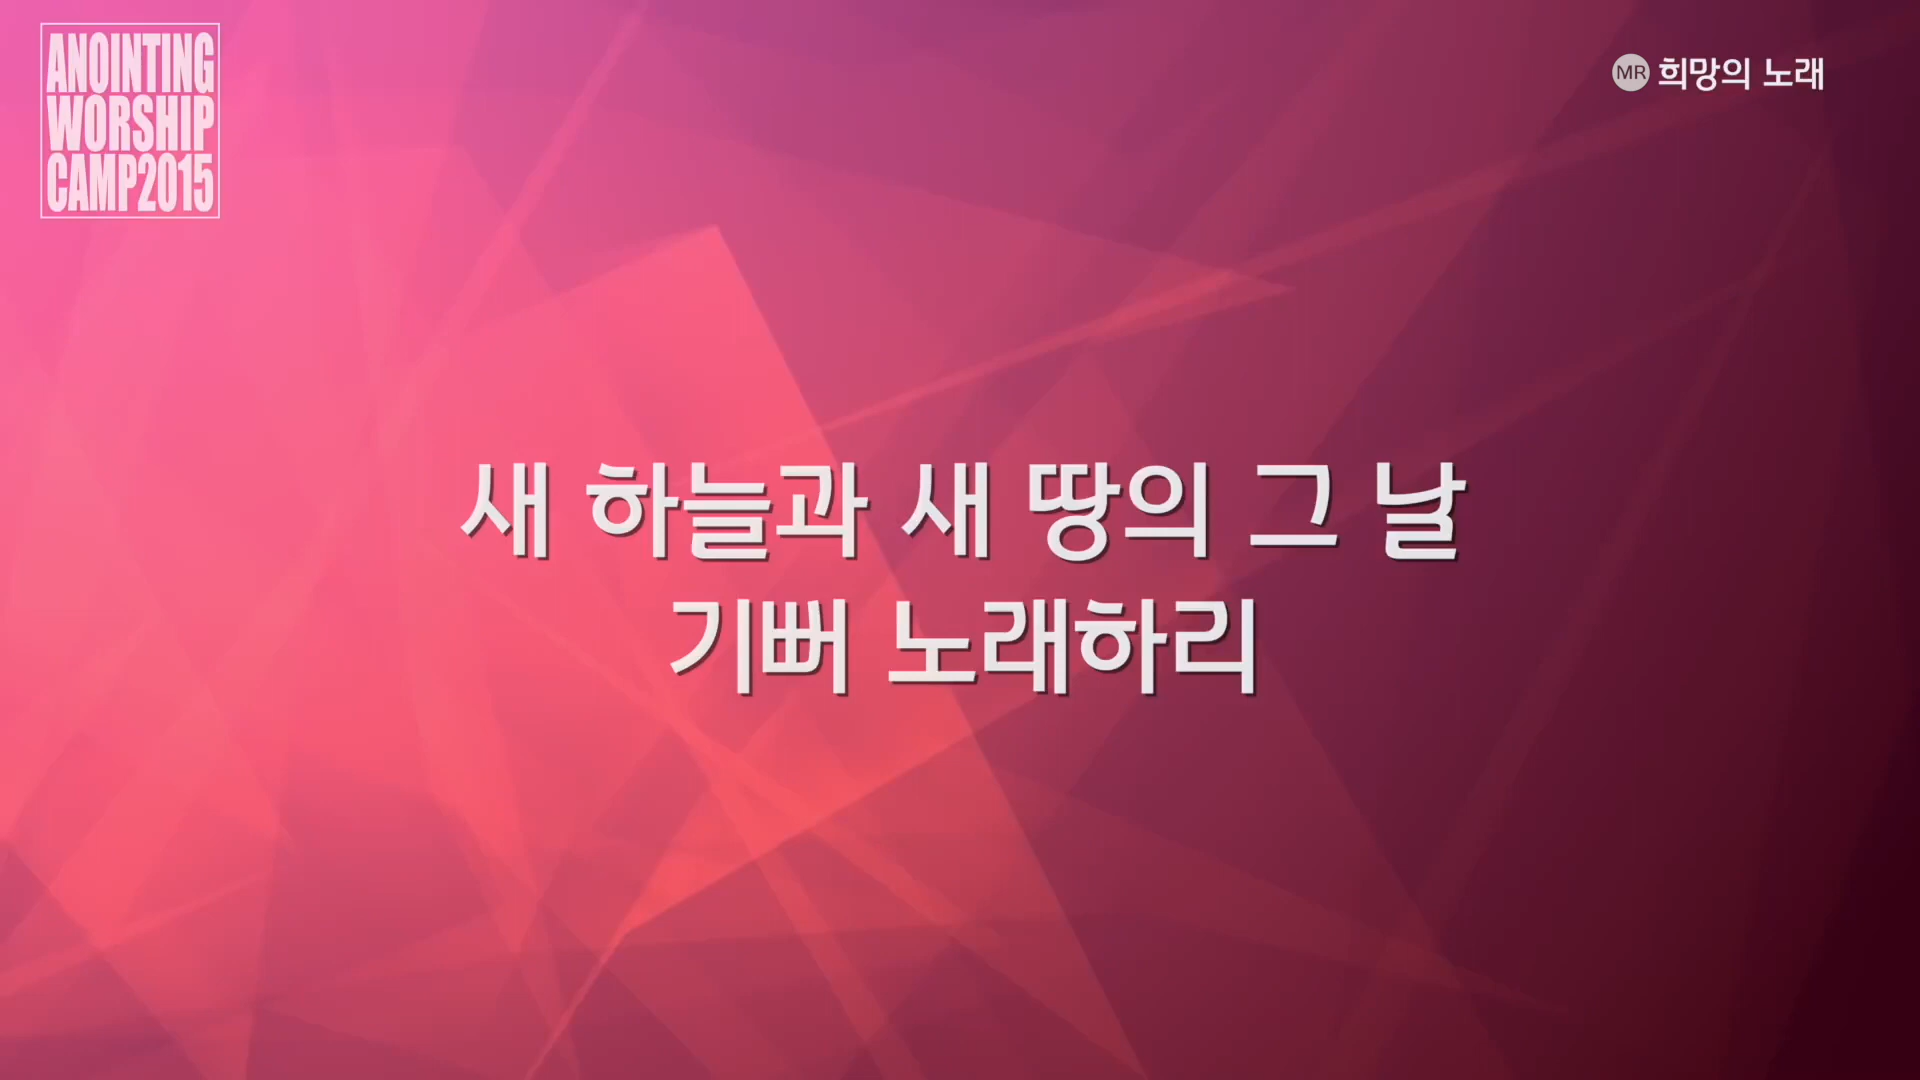 ANOINTING
WORSHIP
CAMP2015
MR 희망의 노래
새 하늘과 새 땅의 그 날
기뻐 노래하리